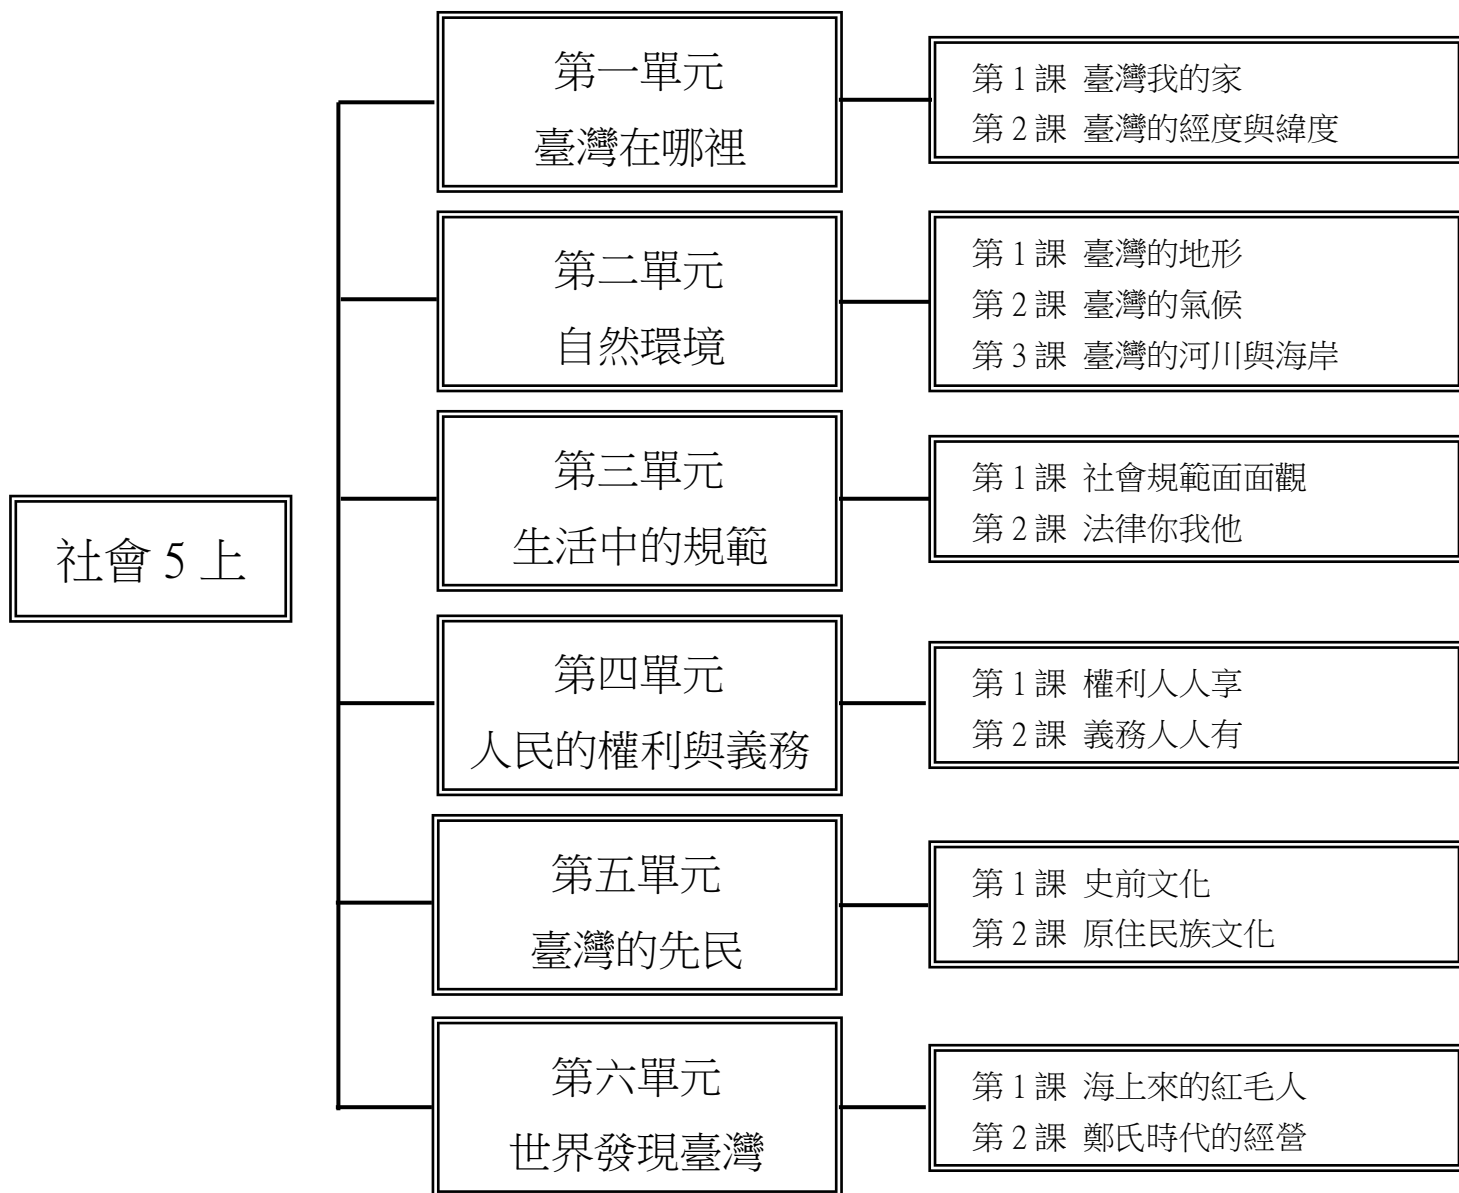 社會 5 上
第一單元
臺灣在哪裡
第 1 課 臺灣我的家
第 2 課 臺灣的經度與緯度
第二單元
自然環境
第 1 課 臺灣的地形
第 2 課 臺灣的氣候
第 3 課 臺灣的河川與海岸
第三單元
生活中的規範
第 1 課 社會規範面面觀
第 2 課 法律你我他
第四單元
人民的權利與義務
第 1 課 權利人人享
第 2 課 義務人人有
第五單元
臺灣的先民
第 1 課 史前文化
第 2 課 原住民族文化
第六單元
世界發現臺灣
第 1 課 海上來的紅毛人
第 2 課 鄭氏時代的經營